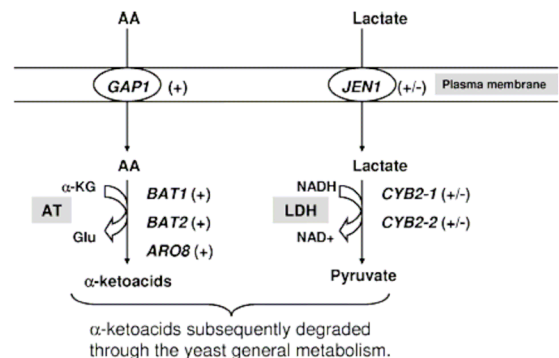 AA Lactate
GAP1 (+) JEN1 (+/-) Plasma membrane
AA Lactate
α-KG BAT1 (+) NADH CYB2-1 (+/-)
AT BAT2 (+) LDH CYB2-2 (+/-)
Glu ARO8 (+) NAD+
α-ketoacids Pyruvate
α-ketoacids subsequently degraded
through the yeast general metabolism.